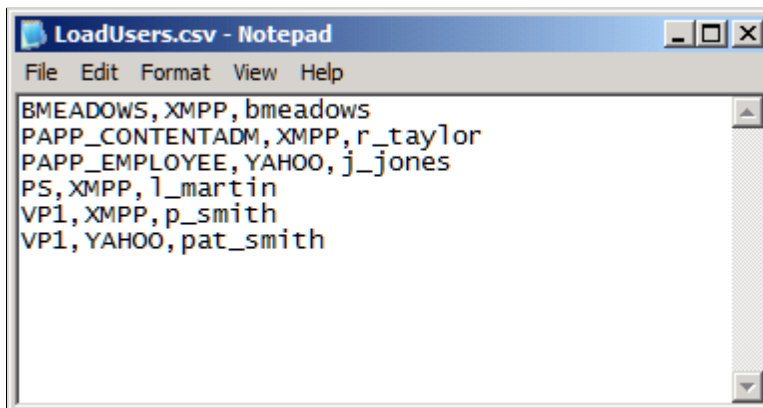 LoadUsers.csv - Notepad
File Edit Format View Help
BMEADOWS,XMPP,bmeadows
PAPP_CONTENTADM,XMPP,r_taylor
PAPP_EMPLOYEE,YAHOO,j_jones
PS,XMPP,l_martin
VP1,XMPP,p_smith
VP1,YAHOO,pat_smith